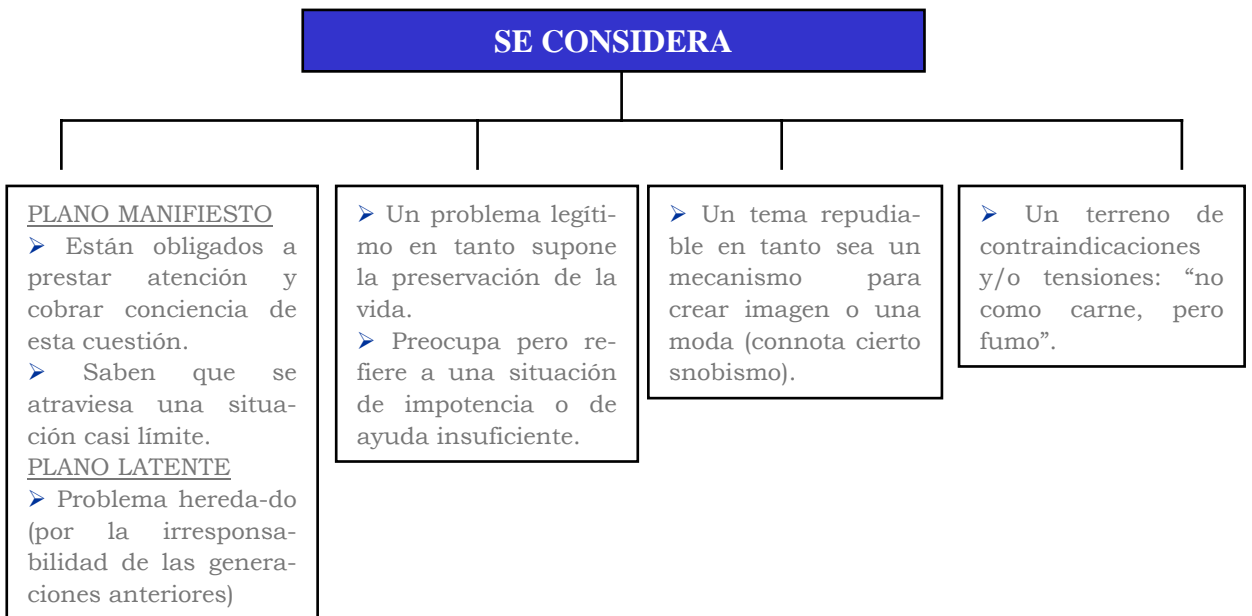 SE CONSIDERA
PLANO MANIFIESTO
➢ Están obligados a
prestar atención y
cobrar conciencia de
esta cuestión.
➢ Saben que se
atraviesa una situa-
ción casi límite.
PLANO LATENTE
➢ Problema hereda-do
(por la irresponsa-
bilidad de las genera-
ciones anteriores)
➢ Un problema legíti-
mo en tanto supone
la preservación de la
vida.
➢ Preocupa pero re-
fiere a una situación
de impotencia o de
ayuda insuficiente.
➢ Un tema repudia-
ble en tanto sea un
mecanismo para
crear imagen o una
moda (connota cierto
snobismo).
➢ Un terreno de
contraindicaciones
y/o tensiones: “no
como carne, pero
fumo”.